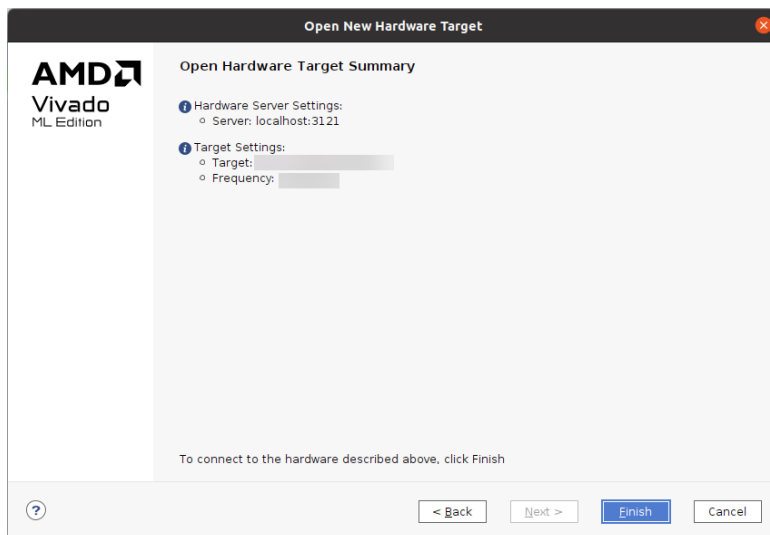 Open New Hardware Target
AMD
Vivado
ML Edition
Open Hardware Target Summary
Hardware Server Settings:
Server: localhost:3121
Target Settings:
Target:
Frequency:
To connect to the hardware described above, click Finish
? < Back Next > Finish Cancel